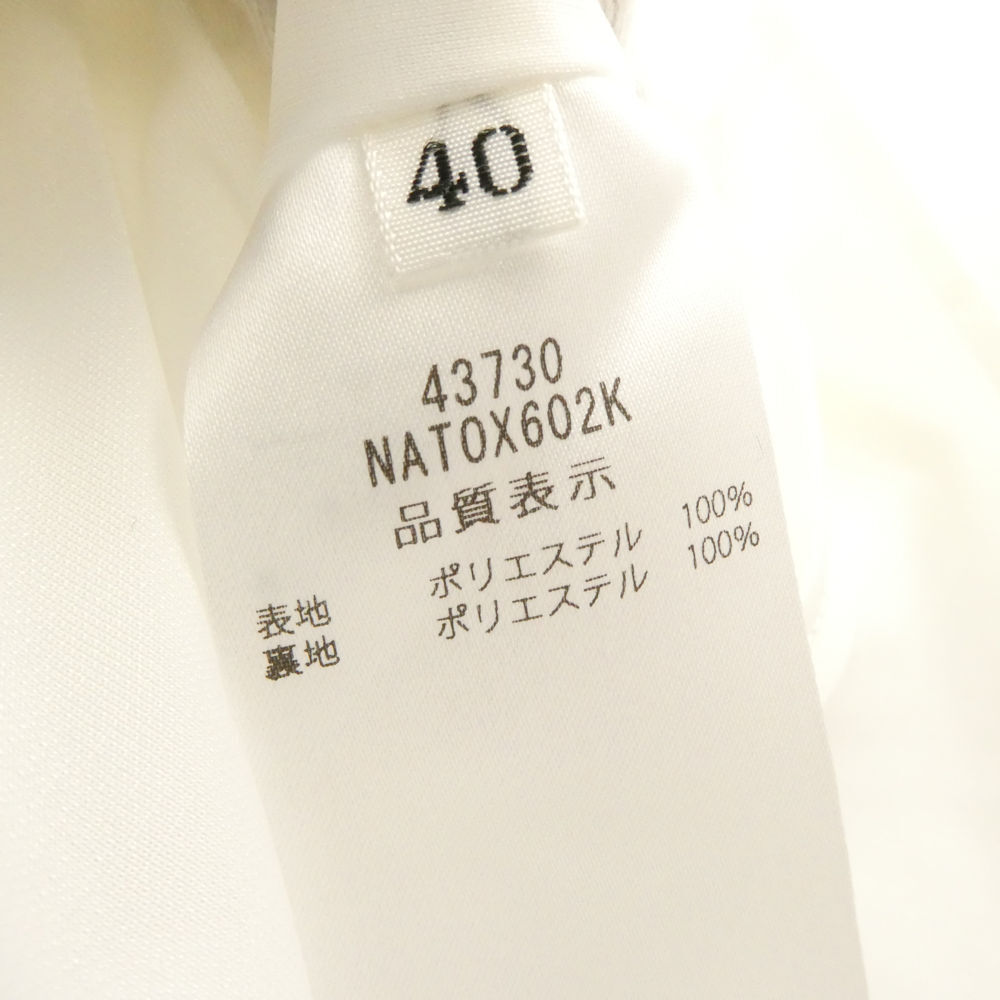 40
43730
NATOX602K
品質表示
表地 ポリエステル 100%
裏地 ポリエステル 100%